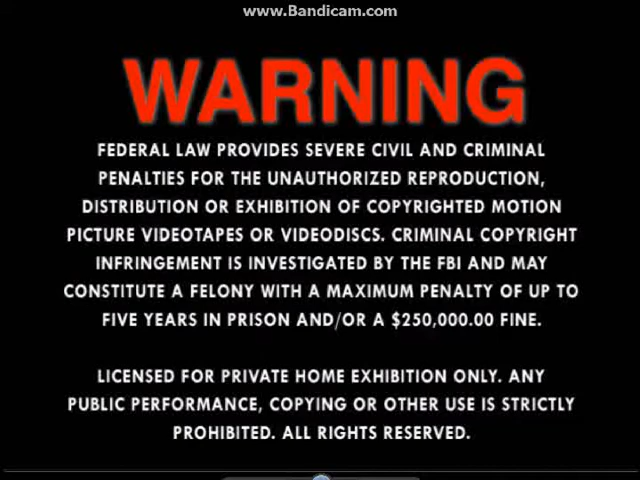 www.Bandicam.com
WARNING
FEDERAL LAW PROVIDES SEVERE CIVIL AND CRIMINAL
PENALTIES FOR THE UNAUTHORIZED REPRODUCTION,
DISTRIBUTION OR EXHIBITION OF COPYRIGHTED MOTION
PICTURE VIDEOTAPES OR VIDEODISCS. CRIMINAL COPYRIGHT
INFRINGEMENT IS INVESTIGATED BY THE FBI AND MAY
CONSTITUTE A FELONY WITH A MAXIMUM PENALTY OF UP TO
FIVE YEARS IN PRISON AND/OR A $250,000.00 FINE.
LICENSED FOR PRIVATE HOME EXHIBITION ONLY. ANY
PUBLIC PERFORMANCE, COPYING OR OTHER USE IS STRICTLY
PROHIBITED. ALL RIGHTS RESERVED.